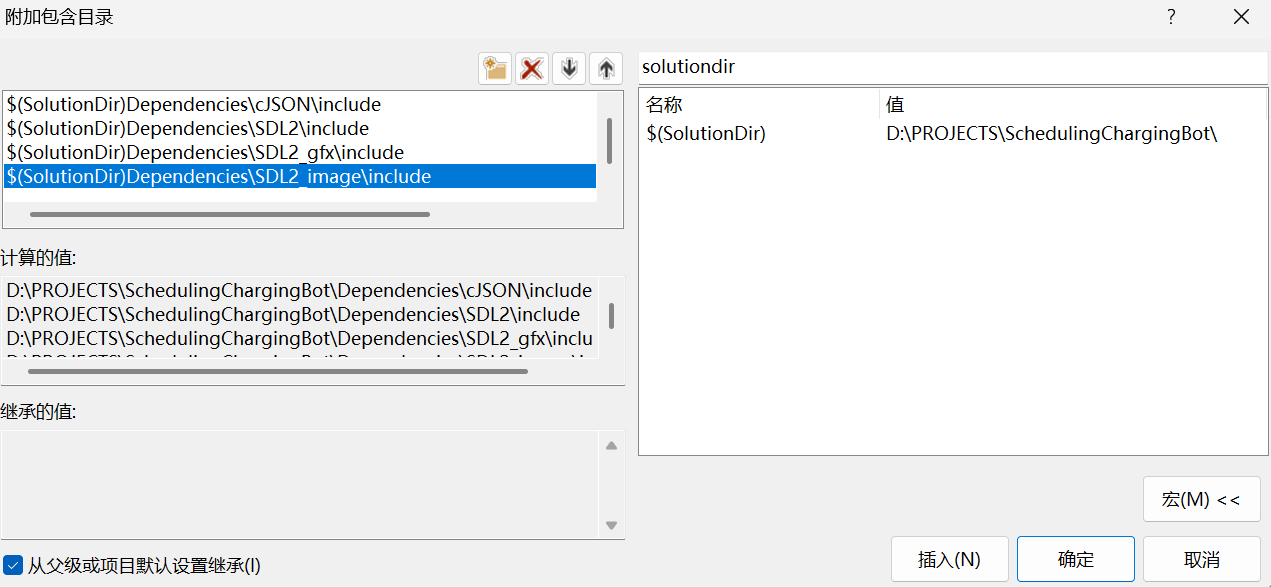 附加包含目录
solutiondir
$(SolutionDir)Dependencies\cJSON\include
$(SolutionDir)Dependencies\SDL2\include
$(SolutionDir)Dependencies\SDL2_gfx\include
$(SolutionDir)Dependencies\SDL2_image\include
名称 值
$(SolutionDir) D:\PROJECTS\SchedulingChargingBot\
计算的值:
D:\PROJECTS\SchedulingChargingBot\Dependencies\cJSON\include
D:\PROJECTS\SchedulingChargingBot\Dependencies\SDL2\include
D:\PROJECTS\SchedulingChargingBot\Dependencies\SDL2_gfx\inclu
继承的值:
从父级或项目默认设置继承(I)
宏(M) <<
插入(N) 确定 取消